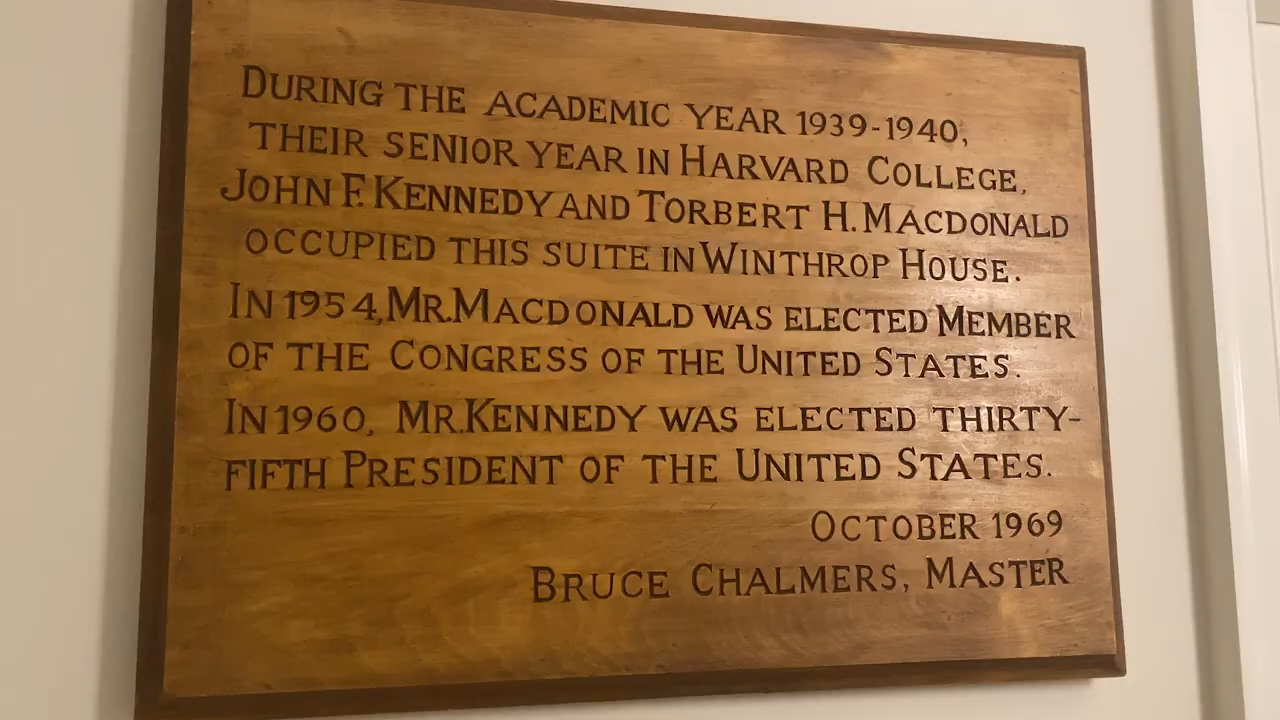 During the academic year 1939-1940,
their senior year in Harvard College,
John F. Kennedy and Torbert H. Macdonald
occupied this suite in Winthrop House.
In 1954, Mr. Macdonald was elected Member
of the Congress of the United States.
In 1960, Mr. Kennedy was elected thirty-
fifth President of the United States.
October 1969
Bruce Chalmers, Master